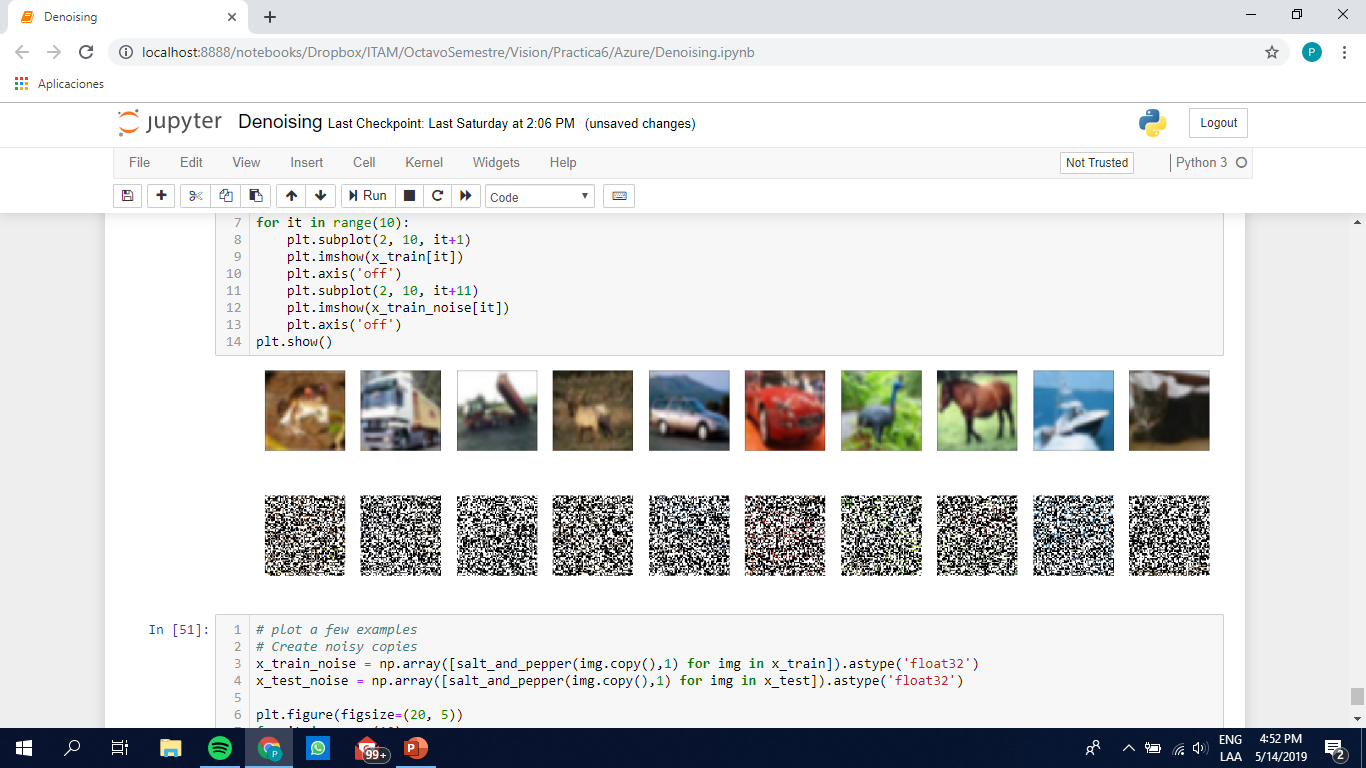 Denoising
localhost:8888/notebooks/Dropbox/ITAM/OctavoSemestre/Vision/Practica6/Azure/Denoising.ipynb
P
Aplicaciones
jupyter Denoising Last Checkpoint: Last Saturday at 2:06 PM (unsaved changes)
Logout
File Edit View Insert Cell Kernel Widgets Help
Not Trusted
Python 3
Run
Code
7 for it in range(10):
8     plt.subplot(2, 10, it+1)
9     plt.imshow(x_train[it])
10     plt.axis('off')
11     plt.subplot(2, 10, it+11)
12     plt.imshow(x_train_noise[it])
13     plt.axis('off')
14 plt.show()
In [51]:
1 # plot a few examples
2 # Create noisy copies
3 x_train_noise = np.array([salt_and_pepper(img.copy(),1) for img in x_train]).astype('float32')
4 x_test_noise = np.array([salt_and_pepper(img.copy(),1) for img in x_test]).astype('float32')
5
6 plt.figure(figsize=(20, 5))
P
99+
P
ENG
LAA
4:52 PM
5/14/2019
2